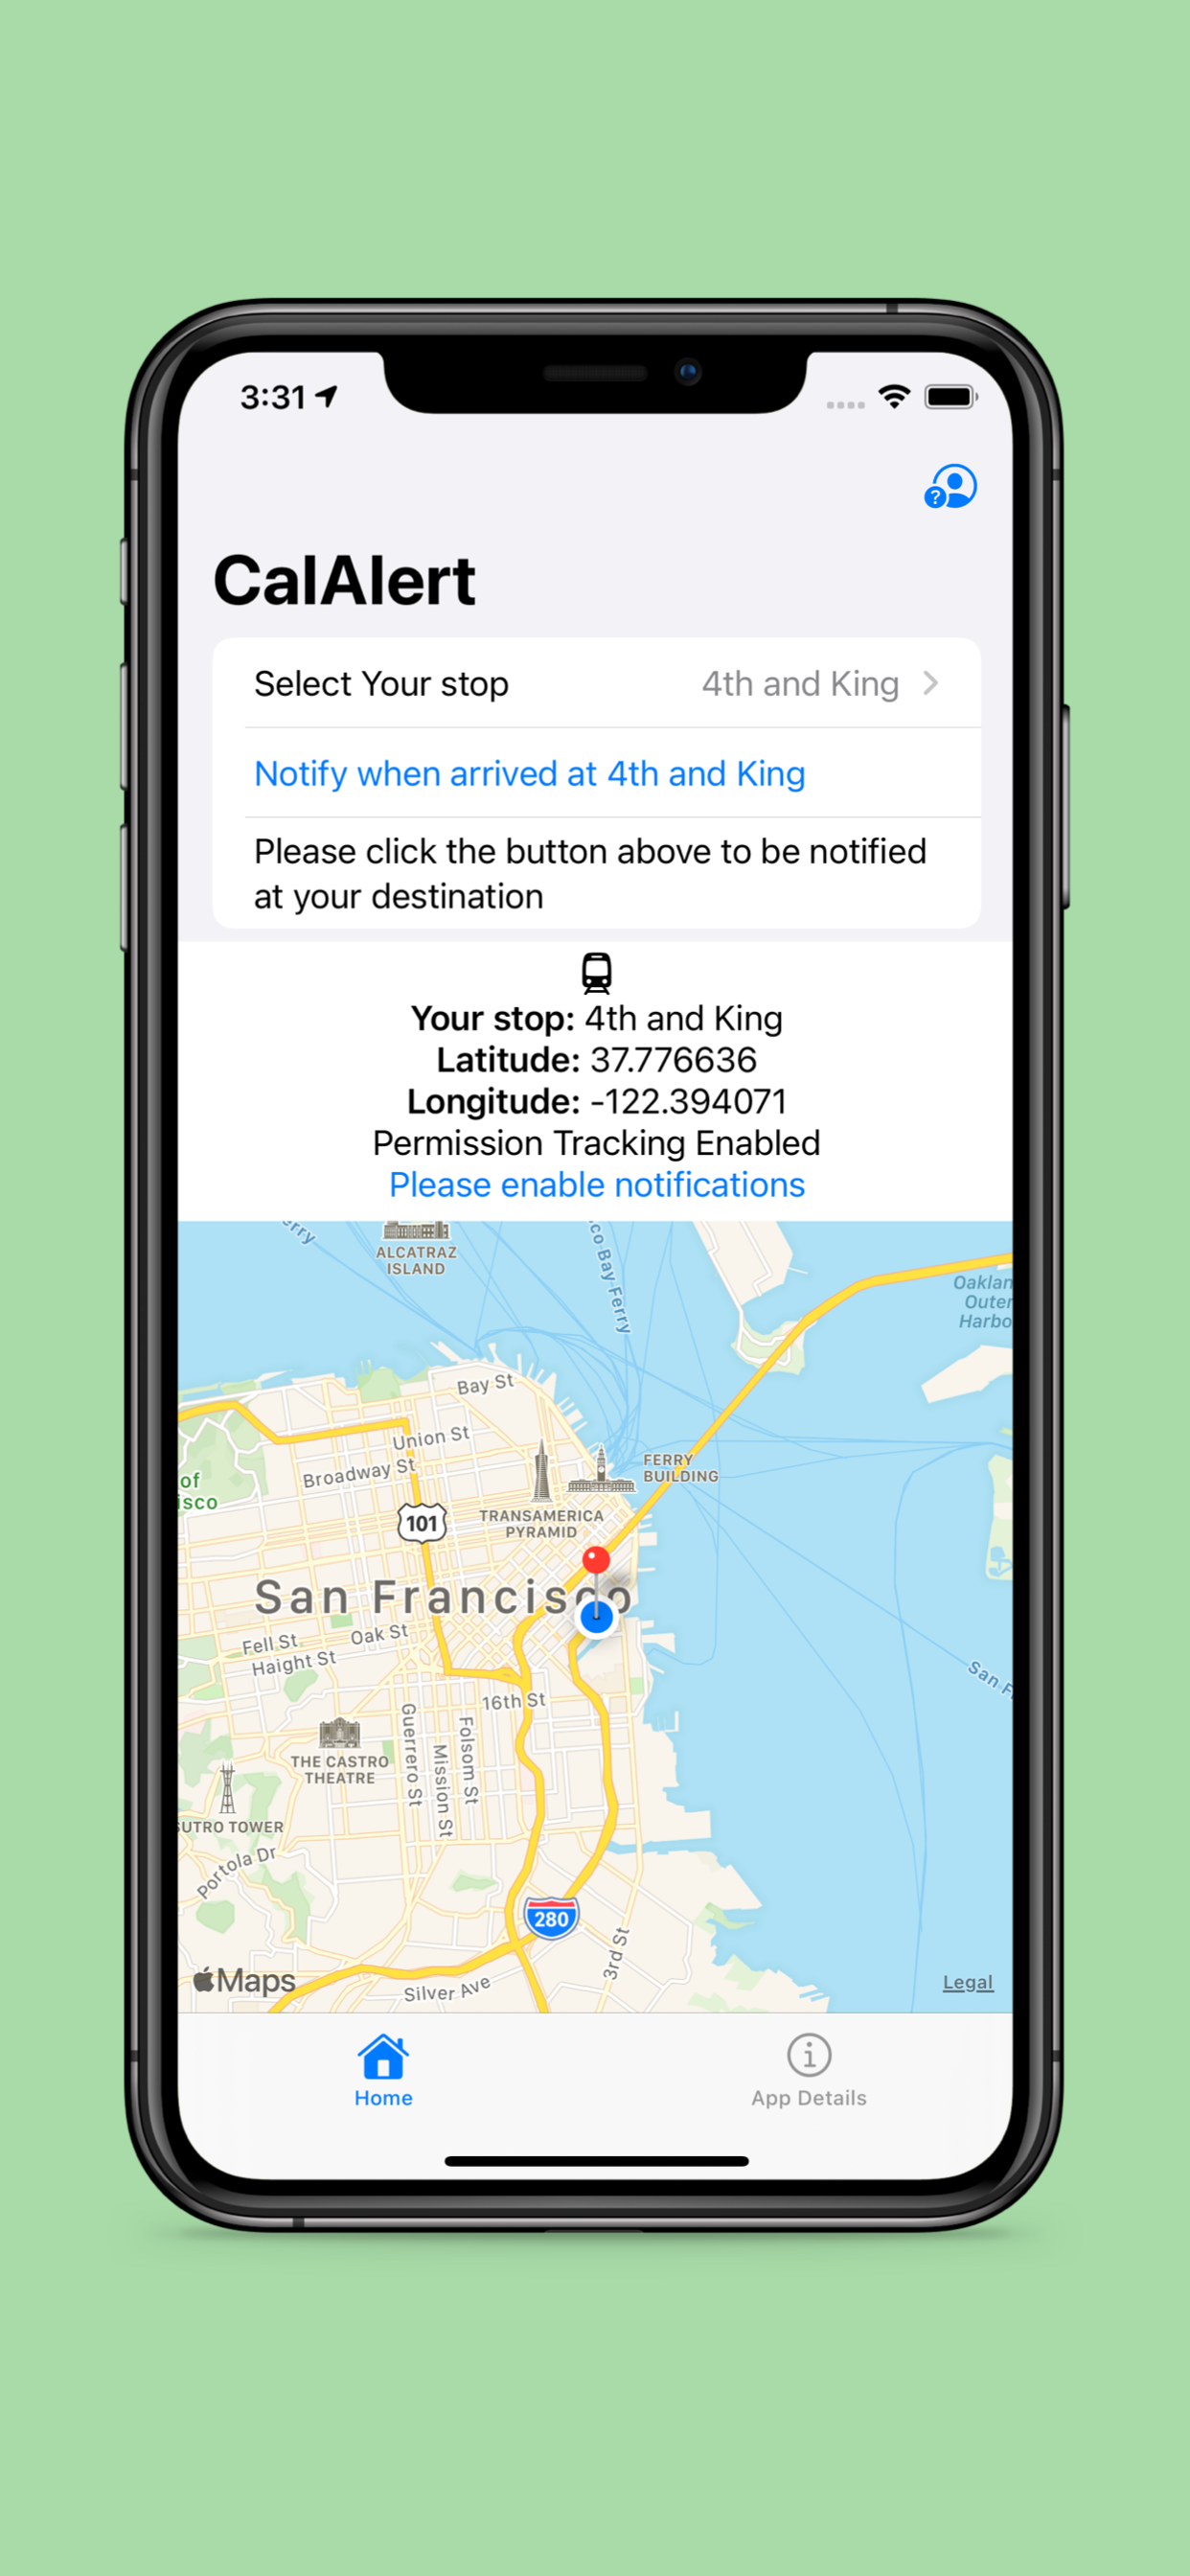 3:31
?
CalAlert
Select Your stop 4th and King
Notify when arrived at 4th and King
Please click the button above to be notified
at your destination
Your stop: 4th and King
Latitude: 37.776636
Longitude: -122.394071
Permission Tracking Enabled
Please enable notifications
erry
ALCATRAZ
ISLAND
co Bay Ferry
Oaklan
Outer
Harbo
Bay St
Union St
Broadway St
FERRY
BUILDING
of
isco
101
TRANSAMERICA
PYRAMID
San Francisco
Fell St
Oak St
Haight St
San F
16th St
Guerrero St
Mission St
Folsom St
THE CASTRO
THEATRE
SUTRO TOWER
Portola Dr
280
3rd St
Silver Ave
Maps
Legal
Home
App Details